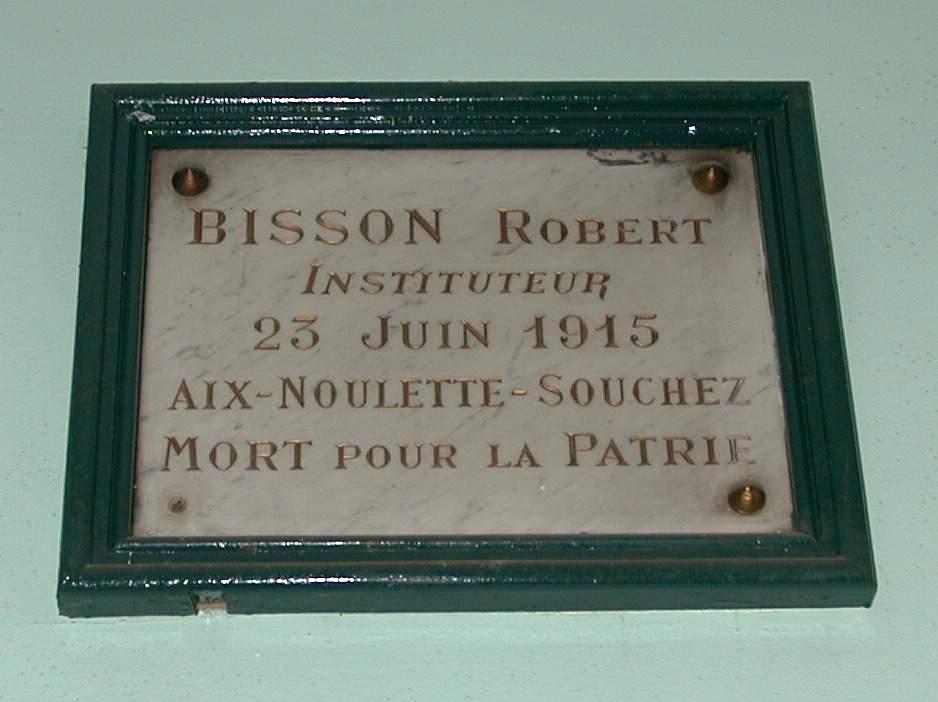 BISSON ROBERT
INSTITUTEUR
23 JUIN 1915
AIX-NOULETTE-SOUCHEZ
MORT POUR LA PATRIE